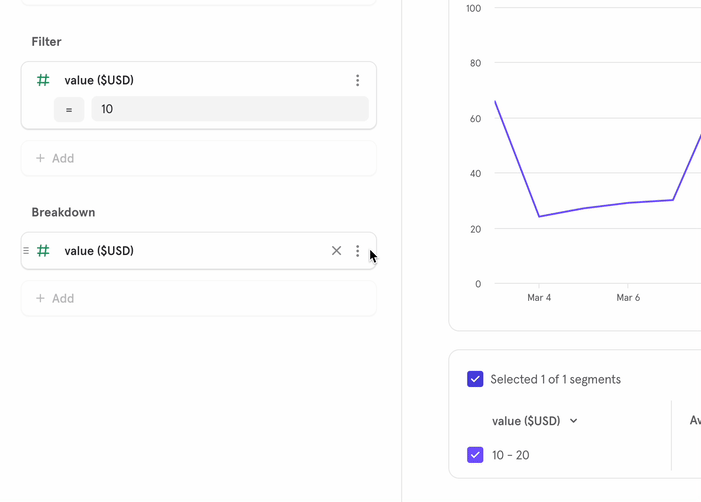 Filter
value ($USD)
= 10
+ Add
Breakdown
value ($USD)
+ Add
100
80
60
40
20
0
Mar 4 Mar 6
Selected 1 of 1 segments
value ($USD) Av
10 - 20